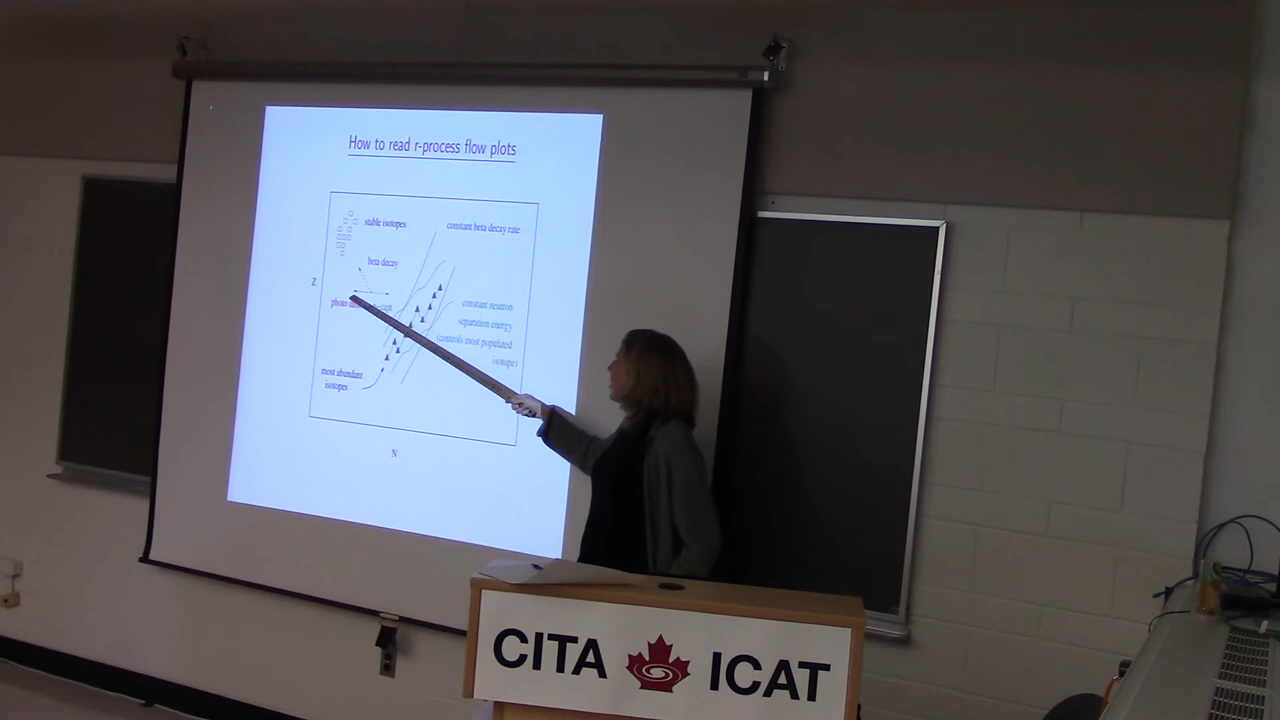 How to read r-process flow plots
stable isotopes
constant beta decay rate
beta decay
Z
photo
constant neutron
separation energy
(controls most populated
isotope)
most abundant
isotopes
N
CITA ICAT